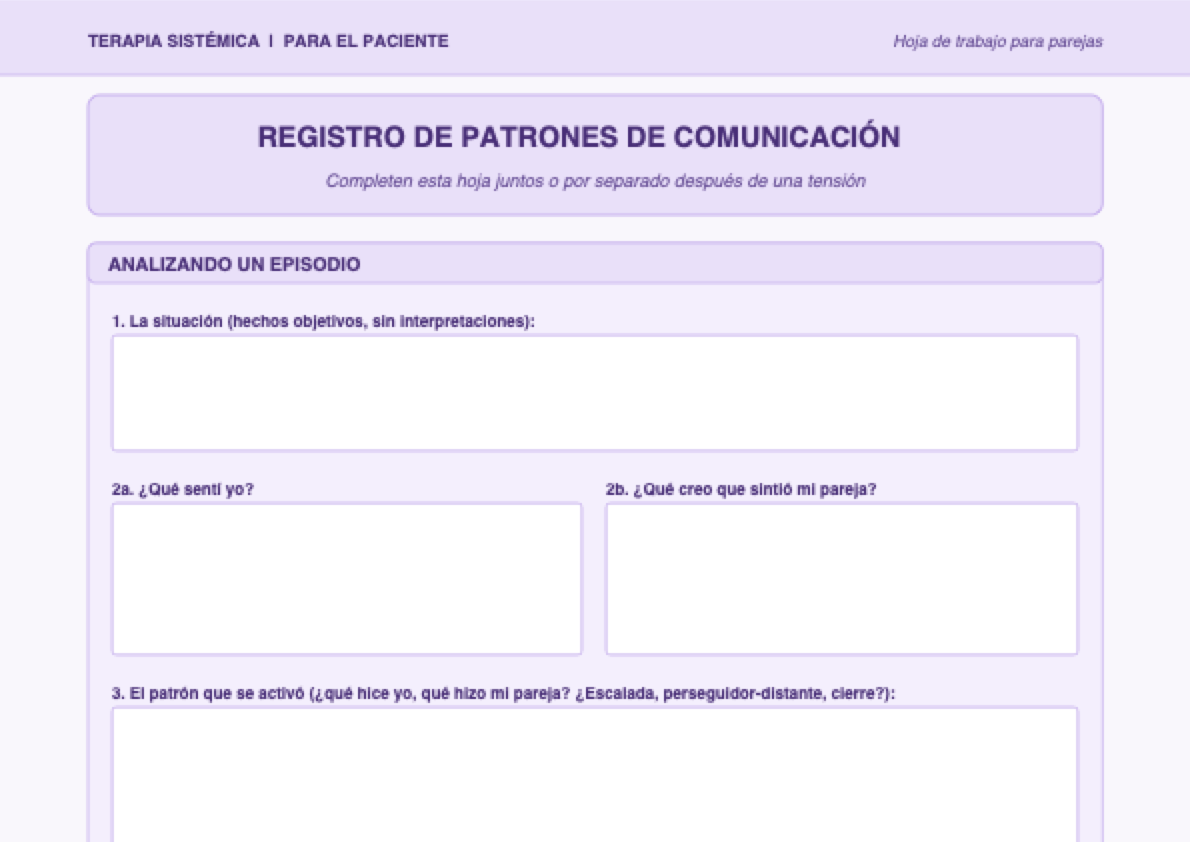 TERAPIA SISTÉMICA | PARA EL PACIENTE
Hoja de trabajo para parejas
REGISTRO DE PATRONES DE COMUNICACIÓN
Completen esta hoja juntos o por separado después de una tensión
ANALIZANDO UN EPISODIO
1. La situación (hechos objetivos, sin interpretaciones):
2a. ¿Qué sentí yo?
2b. ¿Qué creo que sintió mi pareja?
3. El patrón que se activó (¿qué hice yo, qué hizo mi pareja? ¿Escalada, perseguidor-distante, cierre?):